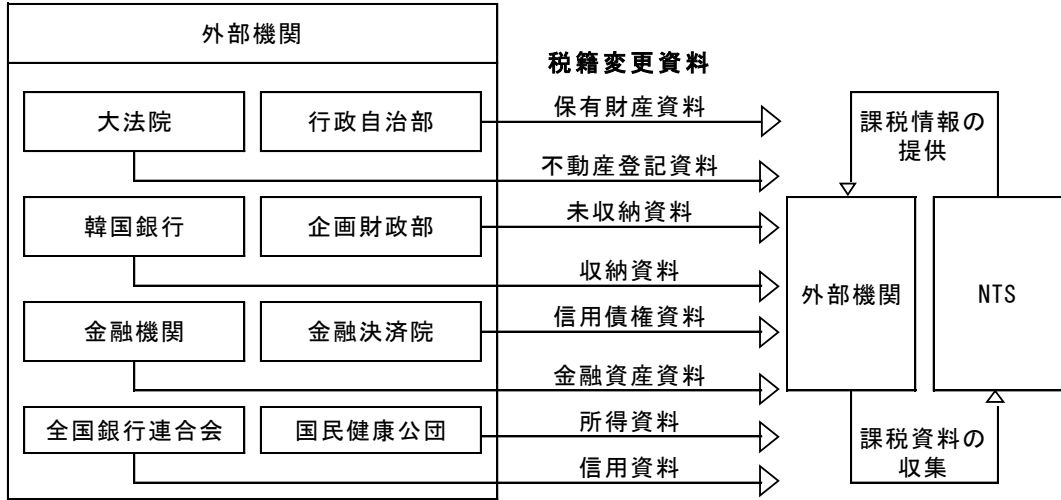 外部機関
税籍変更資料
大法院
行政自治部
保有財産資料
不動産登記資料
韓国銀行
企画財政部
未収納資料
収納資料
金融機関
金融決済院
信用債権資料
金融資産資料
全国銀行連合会
国民健康公団
所得資料
信用資料
課税情報の
提供
外部機関
NTS
課税資料の
収集